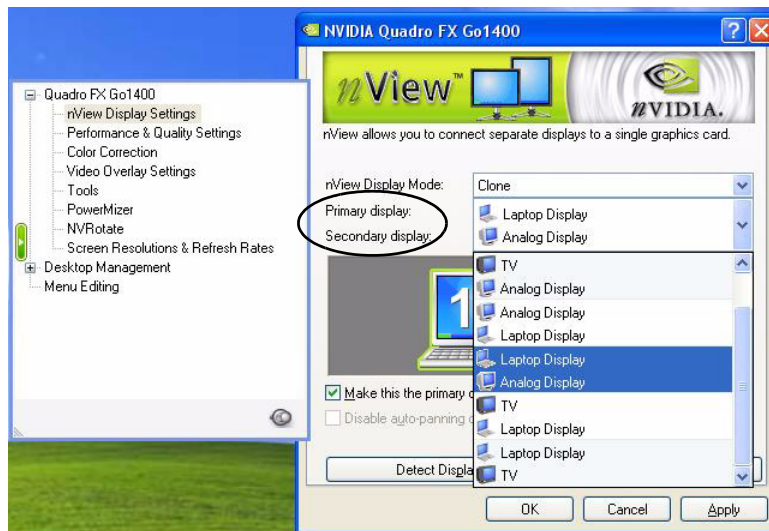 NVIDIA Quadro FX Go1400
nView™
nVIDIA.
nView allows you to connect separate displays to a single graphics card.
Quadro FX Go1400
nView Display Settings
Performance & Quality Settings
Color Correction
Video Overlay Settings
Tools
PowerMizer
NVRotate
Screen Resolutions & Refresh Rates
Desktop Management
Menu Editing
nView Display Mode: Clone
Primary display: Laptop Display
Secondary display: Analog Display
TV
Analog Display
Analog Display
Laptop Display
Laptop Display
Analog Display
TV
Laptop Display
Laptop Display
TV
1
Make this the primary
Disable auto-panning
Detect
OK Cancel Apply